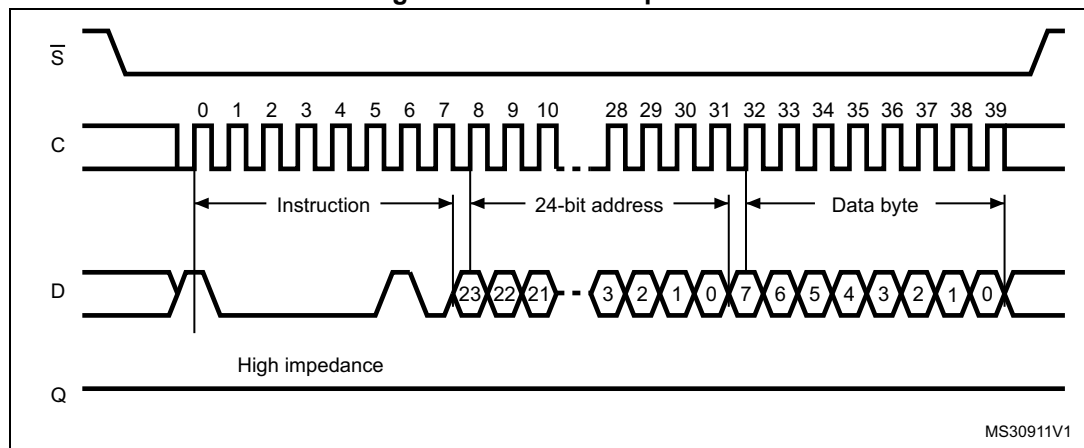 S
0 1 2 3 4 5 6 7 8 9 10 28 29 30 31 32 33 34 35 36 37 38 39
C
Instruction 24-bit address Data byte
D 23 22 21 3 2 1 0 7 6 5 4 3 2 1 0
High impedance
Q
MS30911V1